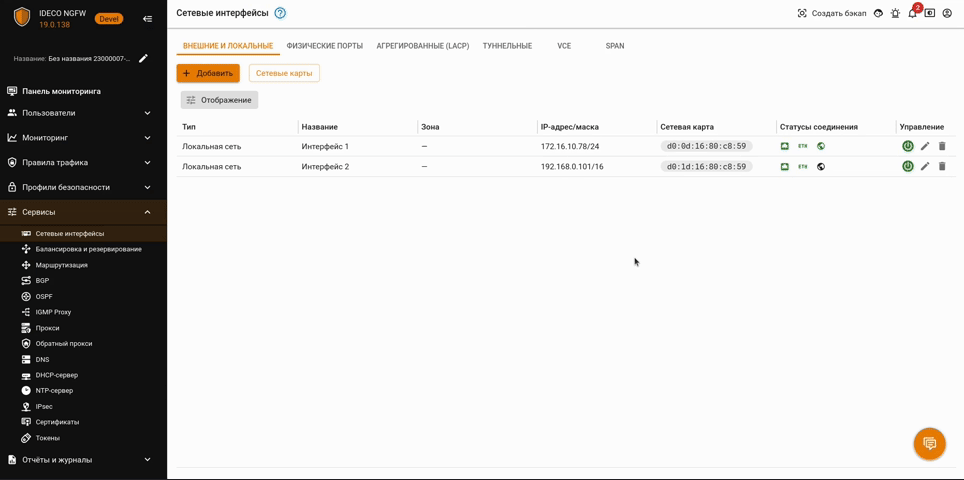 IDECO NGFW
19.0.138
Devel
Название: Без названия 23000007-...
Панель мониторинга
Пользователи
Мониторинг
Правила трафика
Профили безопасности
Сервисы
Сетевые интерфейсы
Балансировка и резервирование
Маршрутизация
BGP
OSPF
IGMP Proxy
Прокси
Обратный прокси
DNS
DHCP-сервер
NTP-сервер
IPsec
Сертификаты
Токены
Отчёты и журналы
Сетевые интерфейсы
Создать бэкап
2
ВНЕШНИЕ И ЛОКАЛЬНЫЕ ФИЗИЧЕСКИЕ ПОРТЫ АГРЕГИРОВАННЫЕ (LACP) ТУННЕЛЬНЫЕ VCE SPAN
+ Добавить Сетевые карты
Отображение
Тип Название Зона IP-адрес/маска Сетевая карта Статусы соединения Управление
Локальная сеть Интерфейс 1 — 172.16.10.78/24 d0:0d:16:80:c8:59 ETH
Локальная сеть Интерфейс 2 — 192.168.0.101/16 d0:1d:16:80:c8:59 ETH